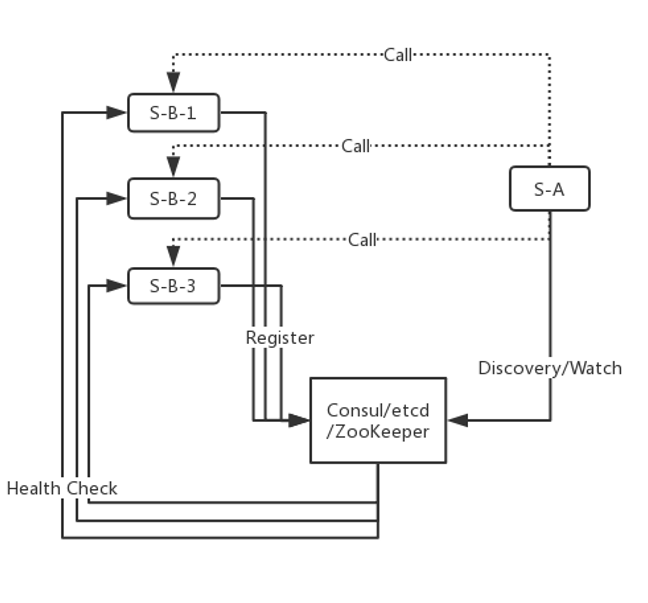 Call
S-B-1
Call
S-B-2
S-A
Call
S-B-3
Register
Discovery/Watch
Consul/etcd
/ZooKeeper
Health Check